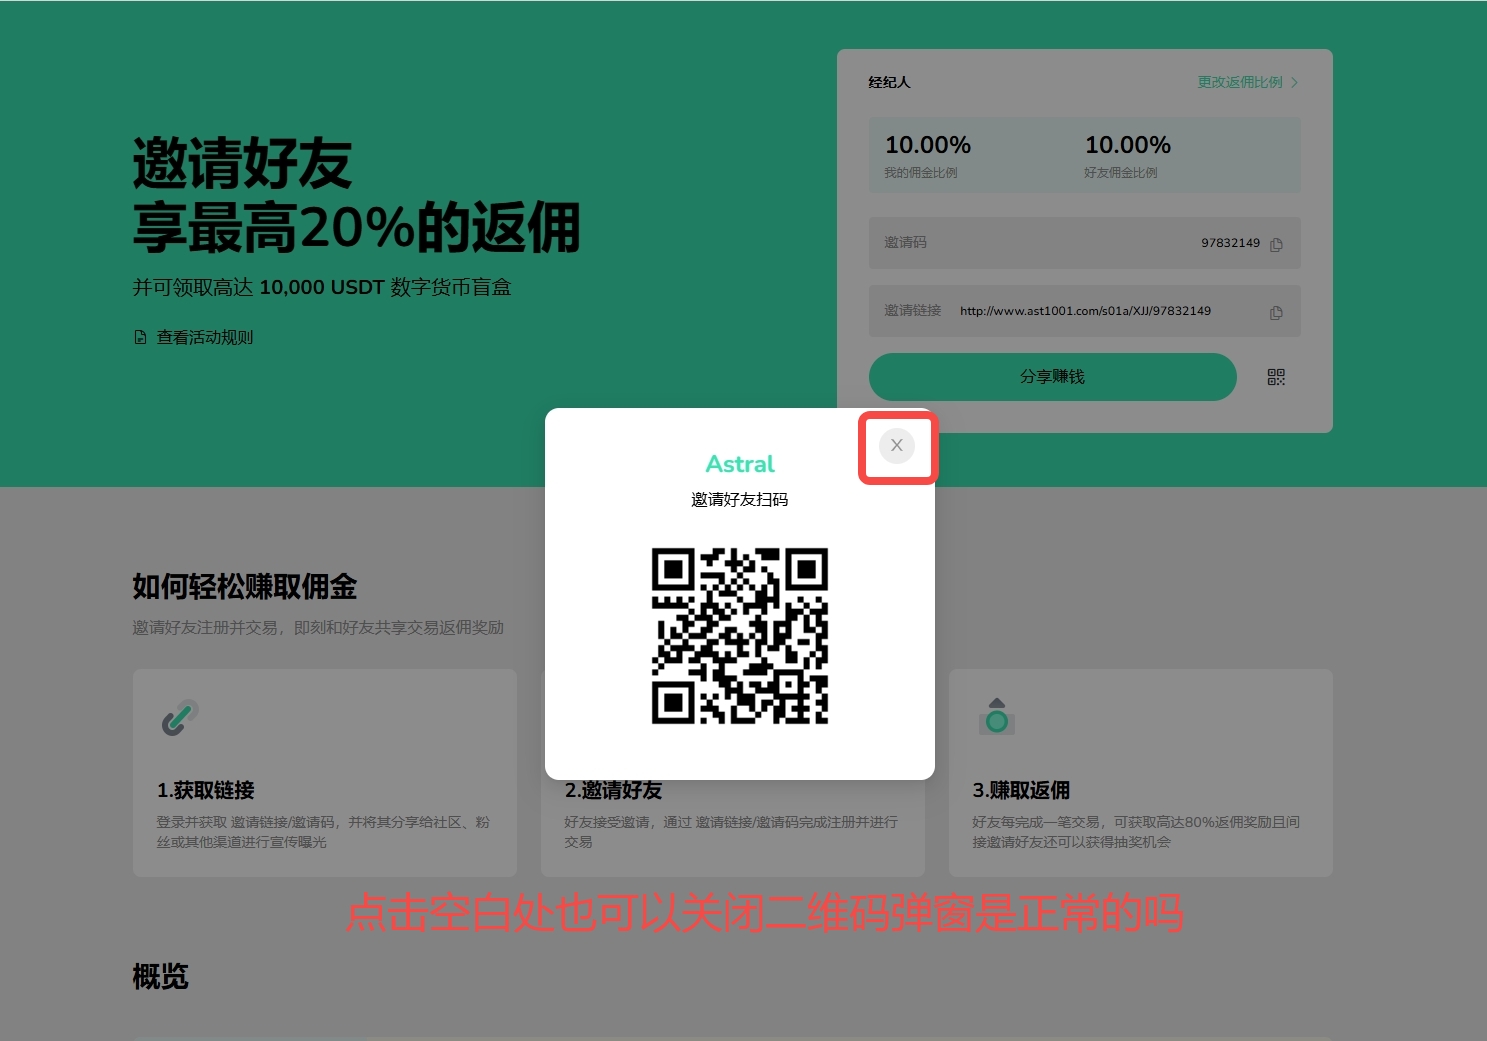 邀请好友
享最高20%的返佣
并可领取高达 10,000 USDT 数字货币盲盒
查看活动规则
经纪人
更改返佣比例
10.00%
我的佣金比例
10.00%
好友佣金比例
邀请码
97832149
邀请链接
http://www.ast1001.com/s01a/XJJ/97832149
分享赚钱
X
Astral
邀请好友扫码
如何轻松赚取佣金
邀请好友注册并交易，即刻和好友共享交易返佣奖励
1.获取链接
登录并获取 邀请链接/邀请码，并将其分享给社区、粉
丝或其他渠道进行宣传曝光
2.邀请好友
好友接受邀请，通过 邀请链接/邀请码完成注册并进行
交易
3.赚取返佣
好友每完成一笔交易，可获取高达80%返佣奖励且间
接邀请好友还可以获得抽奖机会
点击空白处也可以关闭二维码弹窗是正常的吗
概览